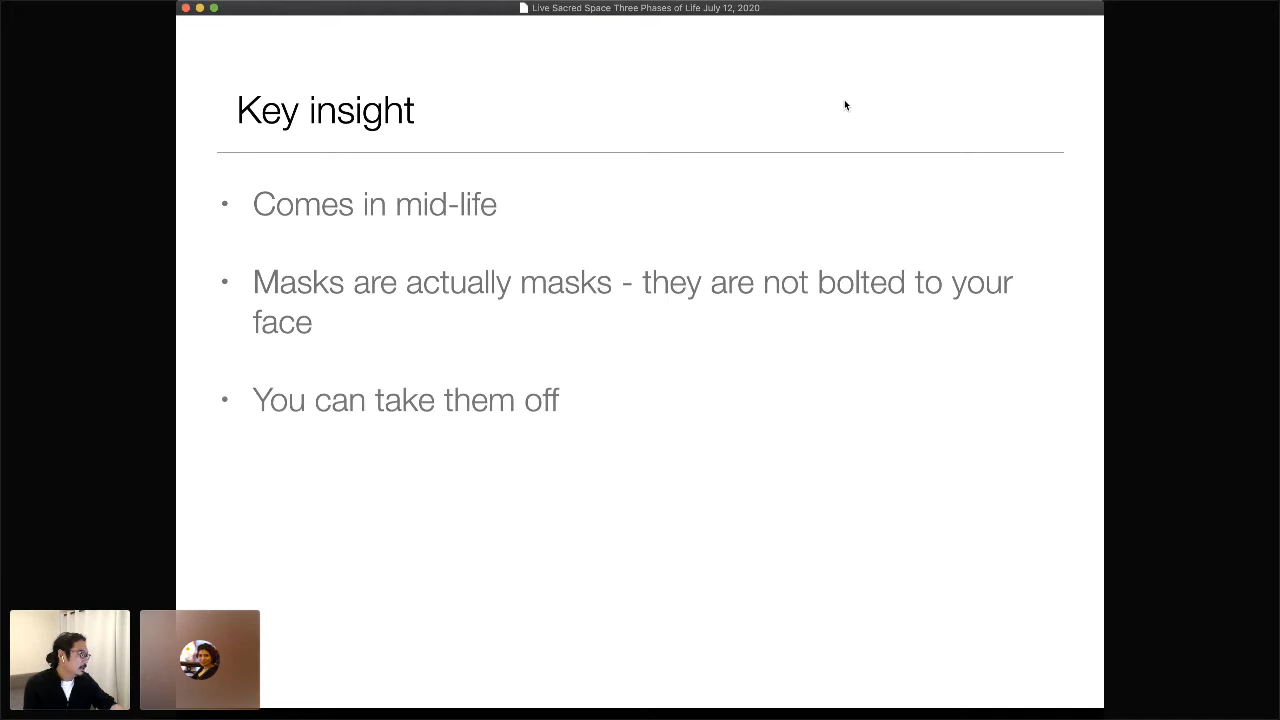 Live Sacred Space Three Phases of Life July 12, 2020
Key insight
• Comes in mid-life
• Masks are actually masks - they are not bolted to your
face
• You can take them off